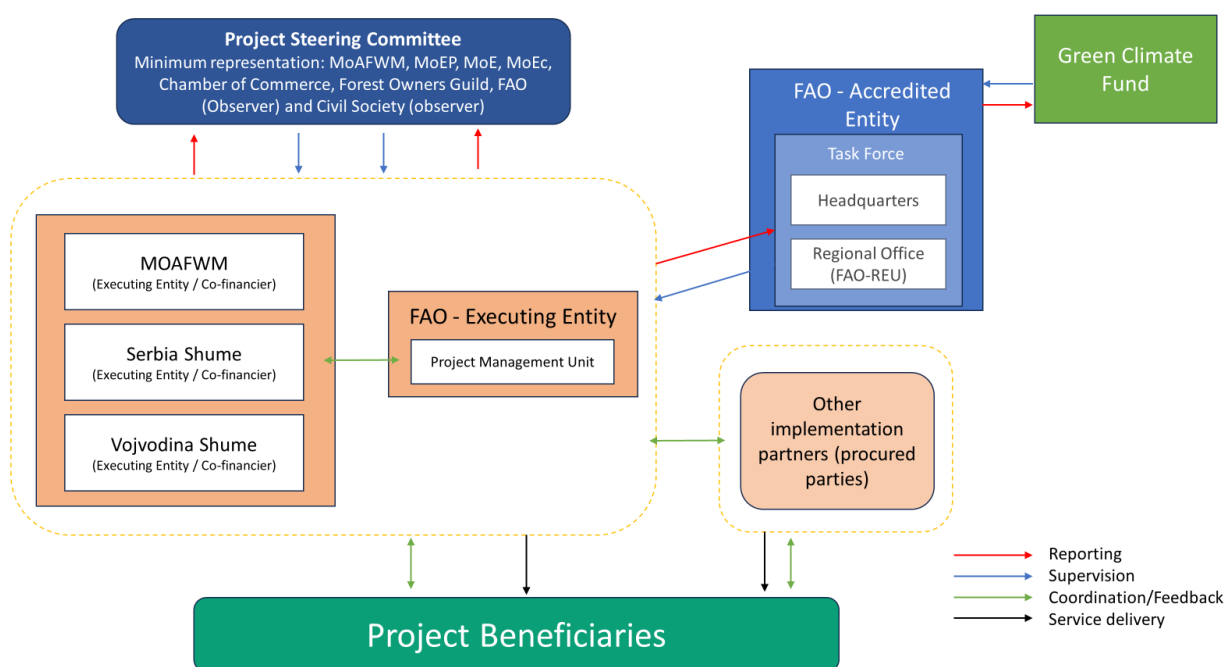 Project Steering Committee
Minimum representation: MoAFWM, MoEP, MoE, MoEc,
Chamber of Commerce, Forest Owners Guild, FAO
(Observer) and Civil Society (observer)
Green Climate
Fund
FAO - Accredited
Entity
Task Force
Headquarters
Regional Office
(FAO-REU)
MOAFWM
(Executing Entity / Co-financier)
Serbia Shume
(Executing Entity / Co-financier)
Vojvodina Shume
(Executing Entity / Co-financier)
FAO - Executing Entity
Project Management Unit
Other
implementation
partners (procured
parties)
Reporting
Supervision
Coordination/Feedback
Service delivery
Project Beneficiaries